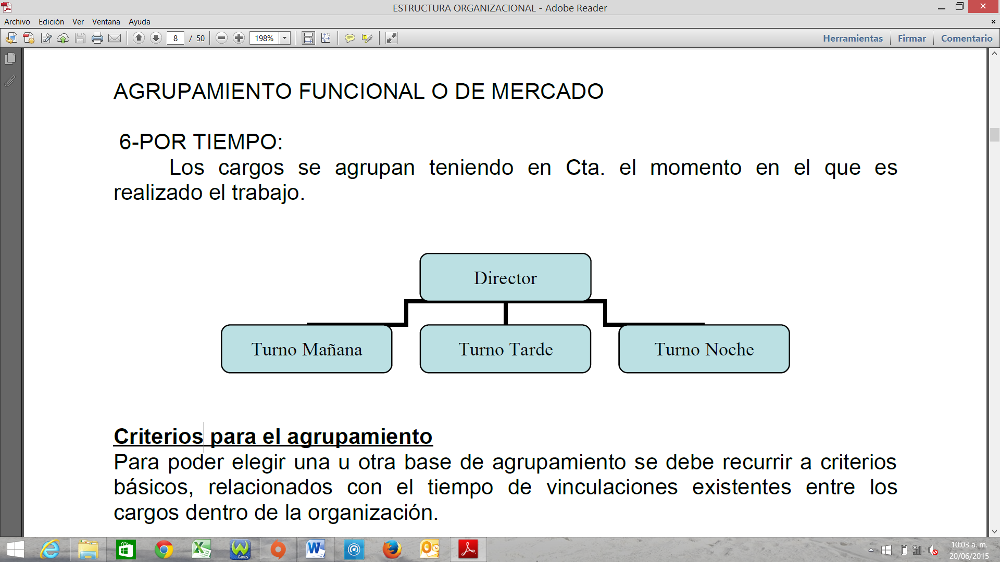 ESTRUCTURA ORGANIZACIONAL - Adobe Reader
Archivo Edición Ver Ventana Ayuda
8 / 50 198% Herramientas Firmar Comentario
AGRUPAMIENTO FUNCIONAL O DE MERCADO
6-POR TIEMPO:
Los cargos se agrupan teniendo en Cta. el momento en el que es
realizado el trabajo.
Director
Turno Mañana Turno Tarde Turno Noche
Criterios para el agrupamiento
Para poder elegir una u otra base de agrupamiento se debe recurrir a criterios
básicos, relacionados con el tiempo de vinculaciones existentes entre los
cargos dentro de la organización.
Games
10:03 a. m.
20/06/2015